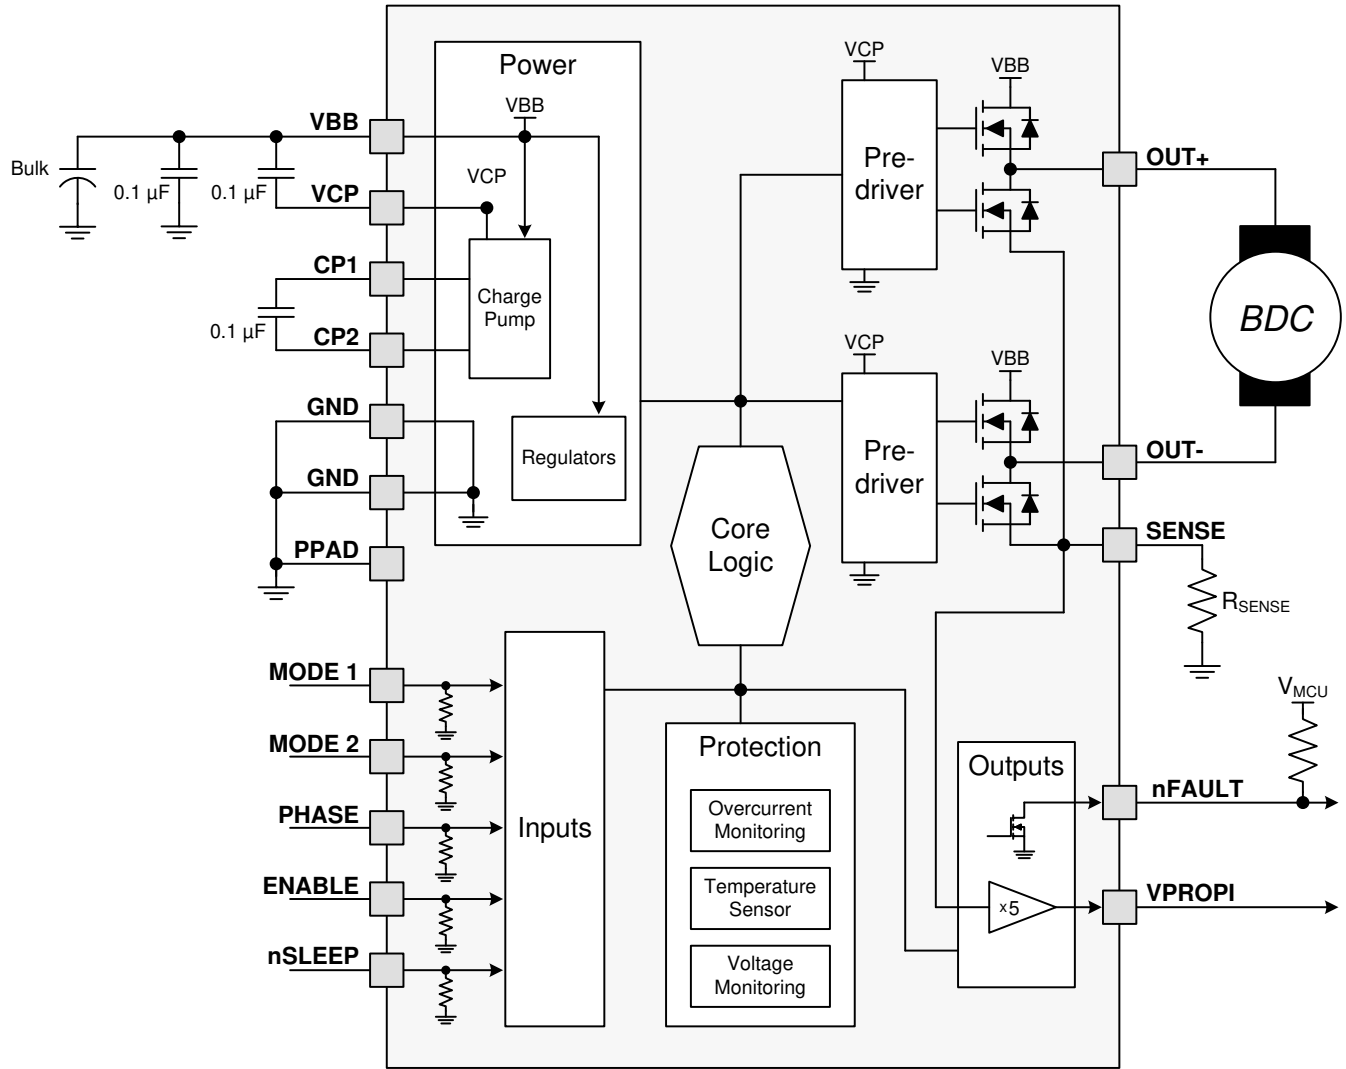 Power
VBB
VCP
VBB
Bulk
0.1 µF
0.1 µF
VCP
VCP
CP1
Charge
Pump
0.1 µF
CP2
GND
Regulators
GND
PPAD
VCP
VBB
Pre-
driver
OUT+
BDC
VCP
VBB
Pre-
driver
OUT-
SENSE
RSENSE
Core
Logic
MODE 1
MODE 2
PHASE
ENABLE
nSLEEP
Inputs
Protection
Overcurrent
Monitoring
Temperature
Sensor
Voltage
Monitoring
Outputs
x5
VMCU
nFAULT
VPROPI